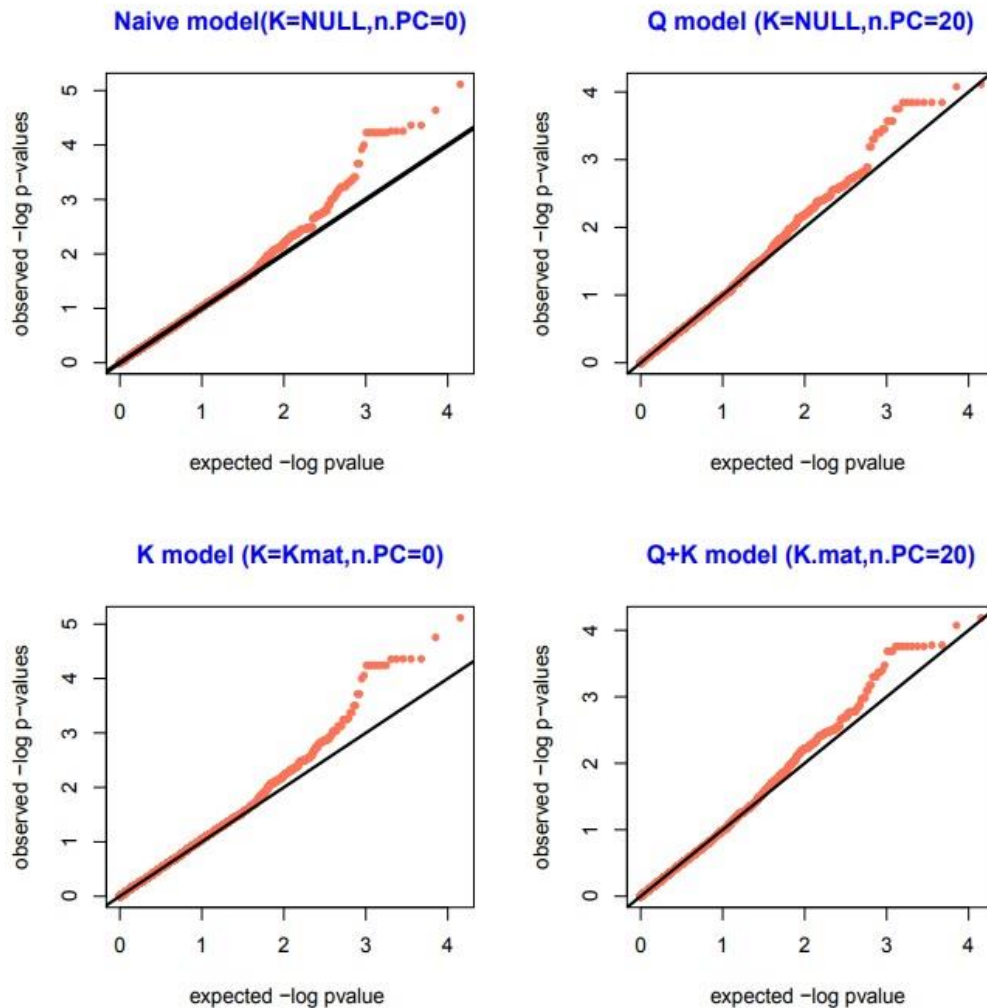 Naive model(K=NULL,n.PC=0)
observed −log p−values
5
4
3
2
1
0
0 1 2 3 4
expected −log pvalue
Q model (K=NULL,n.PC=20)
observed −log p−values
4
3
2
1
0
0 1 2 3 4
expected −log pvalue
K model (K=Kmat,n.PC=0)
observed −log p−values
5
4
3
2
1
0
0 1 2 3 4
expected −log pvalue
Q+K model (K.mat,n.PC=20)
observed −log p−values
4
3
2
1
0
0 1 2 3 4
expected −log pvalue